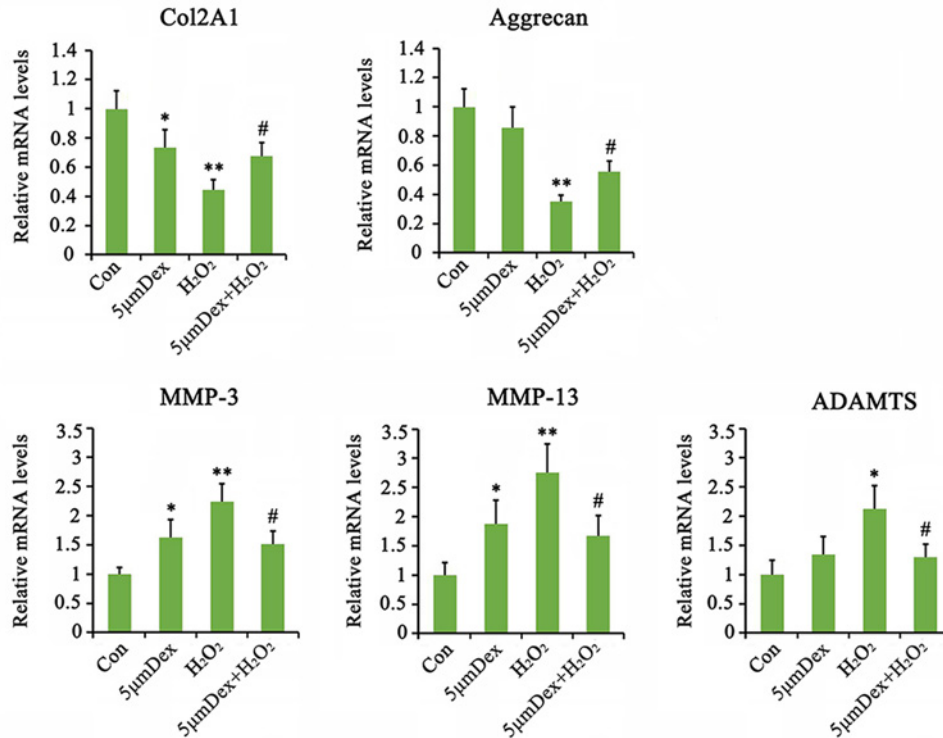 Col2A1
Relative mRNA levels
1.4
1.2
1
0.8
0.6
0.4
0.2
0
*
**
#
Con
5μmDex
H₂O₂
5μmDex+H₂O₂
Aggrecan
Relative mRNA levels
1.4
1.2
1
0.8
0.6
0.4
0.2
0
**
#
Con
5μmDex
H₂O₂
5μmDex+H₂O₂
MMP-3
Relative mRNA levels
3.5
3
2.5
2
1.5
1
0.5
0
*
**
#
Con
5μmDex
H₂O₂
5μmDex+H₂O₂
MMP-13
Relative mRNA levels
3.5
3
2.5
2
1.5
1
0.5
0
*
**
#
Con
5μmDex
H₂O₂
5μmDex+H₂O₂
ADAMTS
Relative mRNA levels
3.5
3
2.5
2
1.5
1
0.5
0
*
#
Con
5μmDex
H₂O₂
5μmDex+H₂O₂